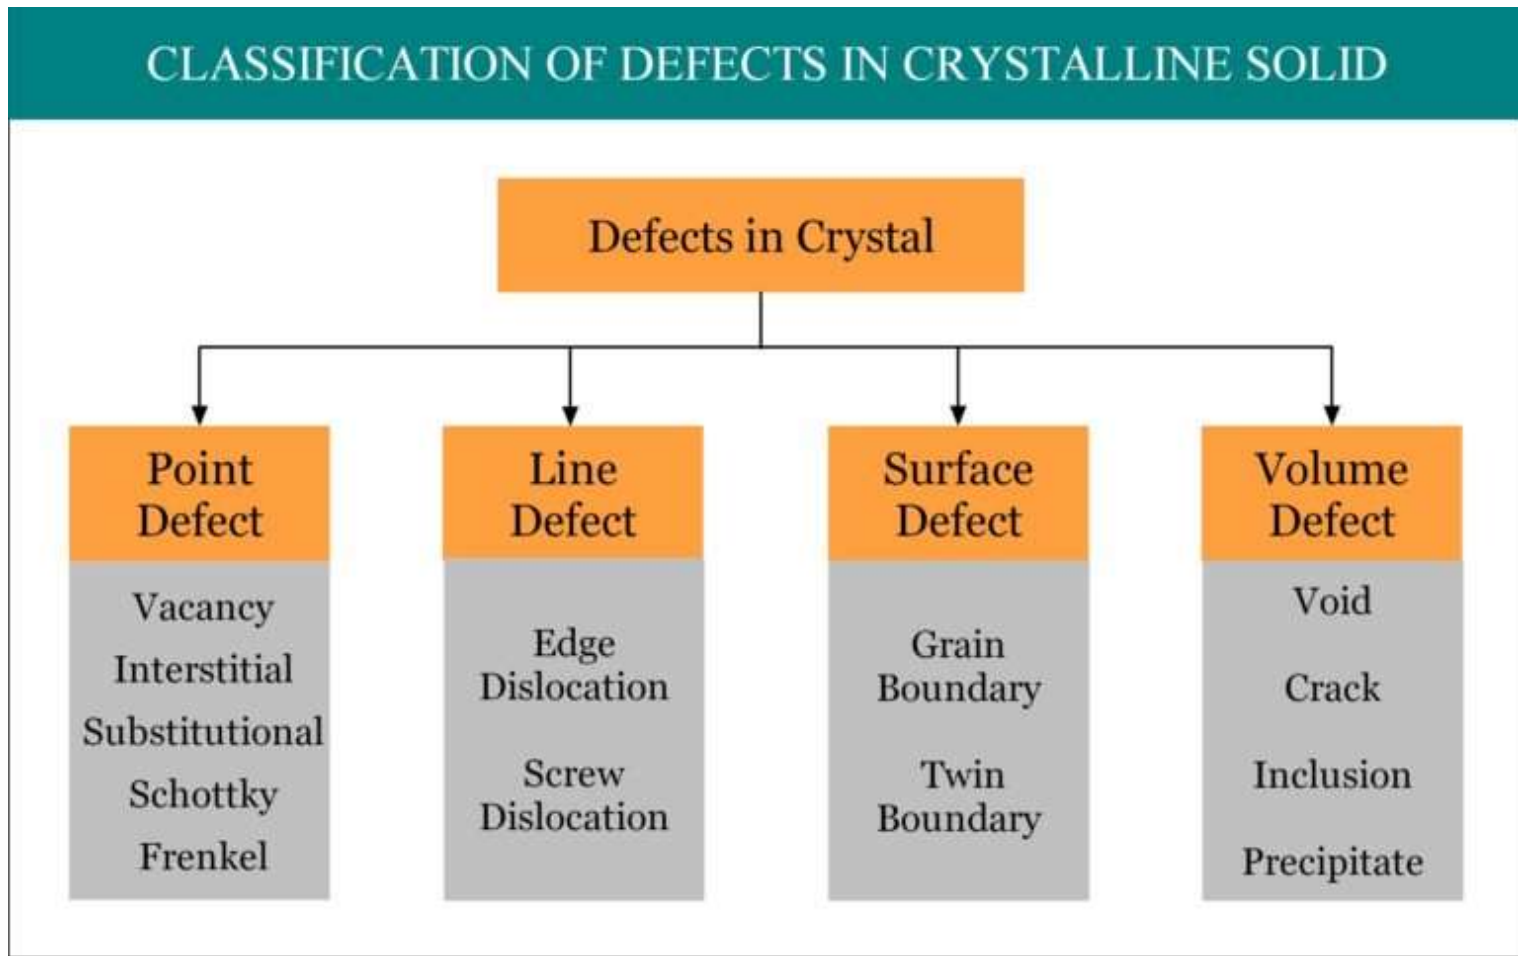 CLASSIFICATION OF DEFECTS IN CRYSTALLINE SOLID
Defects in Crystal
Point
Defect
Vacancy
Interstitial
Substitutional
Schottky
Frenkel
Line
Defect
Edge
Dislocation
Screw
Dislocation
Surface
Defect
Grain
Boundary
Twin
Boundary
Volume
Defect
Void
Crack
Inclusion
Precipitate